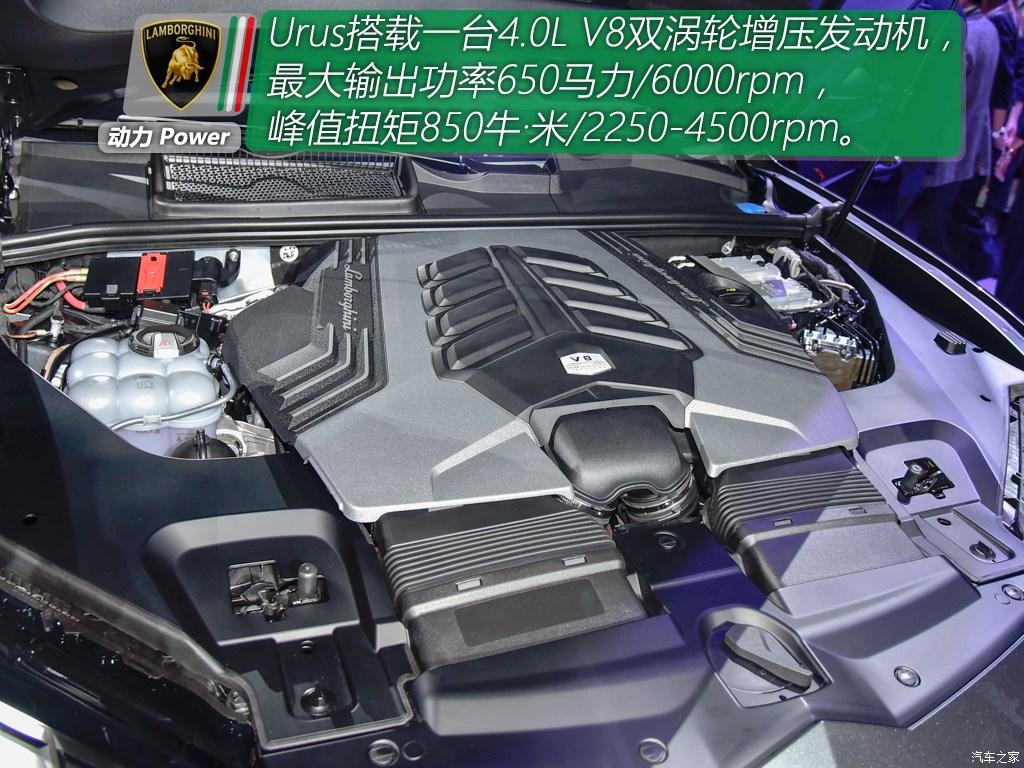 LAMBORGHINI
Urus搭载一台4.0L V8双涡轮增压发动机，
最大输出功率650马力/6000rpm，
峰值扭矩850牛·米/2250-4500rpm。
动力 Power
Lamborghini
Lamborghini
V8
汽车之家